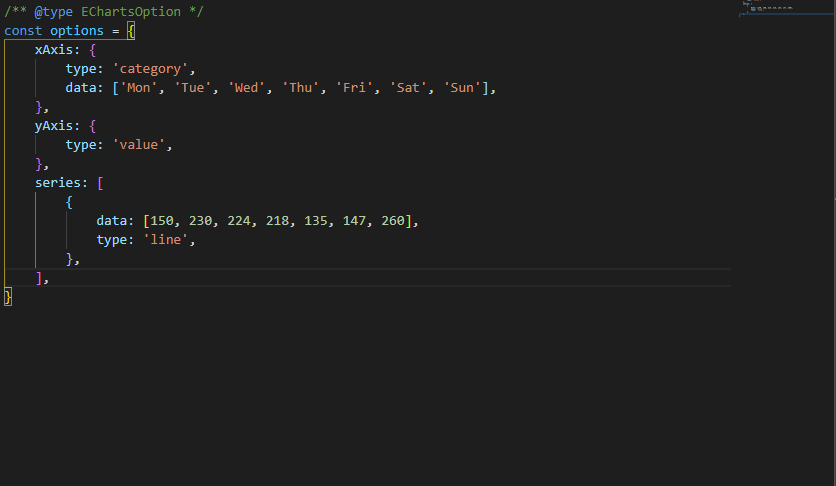 /** @type EChartsOption */
const options = {
    xAxis: {
        type: 'category',
        data: ['Mon', 'Tue', 'Wed', 'Thu', 'Fri', 'Sat', 'Sun'],
    },
    yAxis: {
        type: 'value',
    },
    series: [
        {
            data: [150, 230, 224, 218, 135, 147, 260],
            type: 'line',
        },
    ],
}